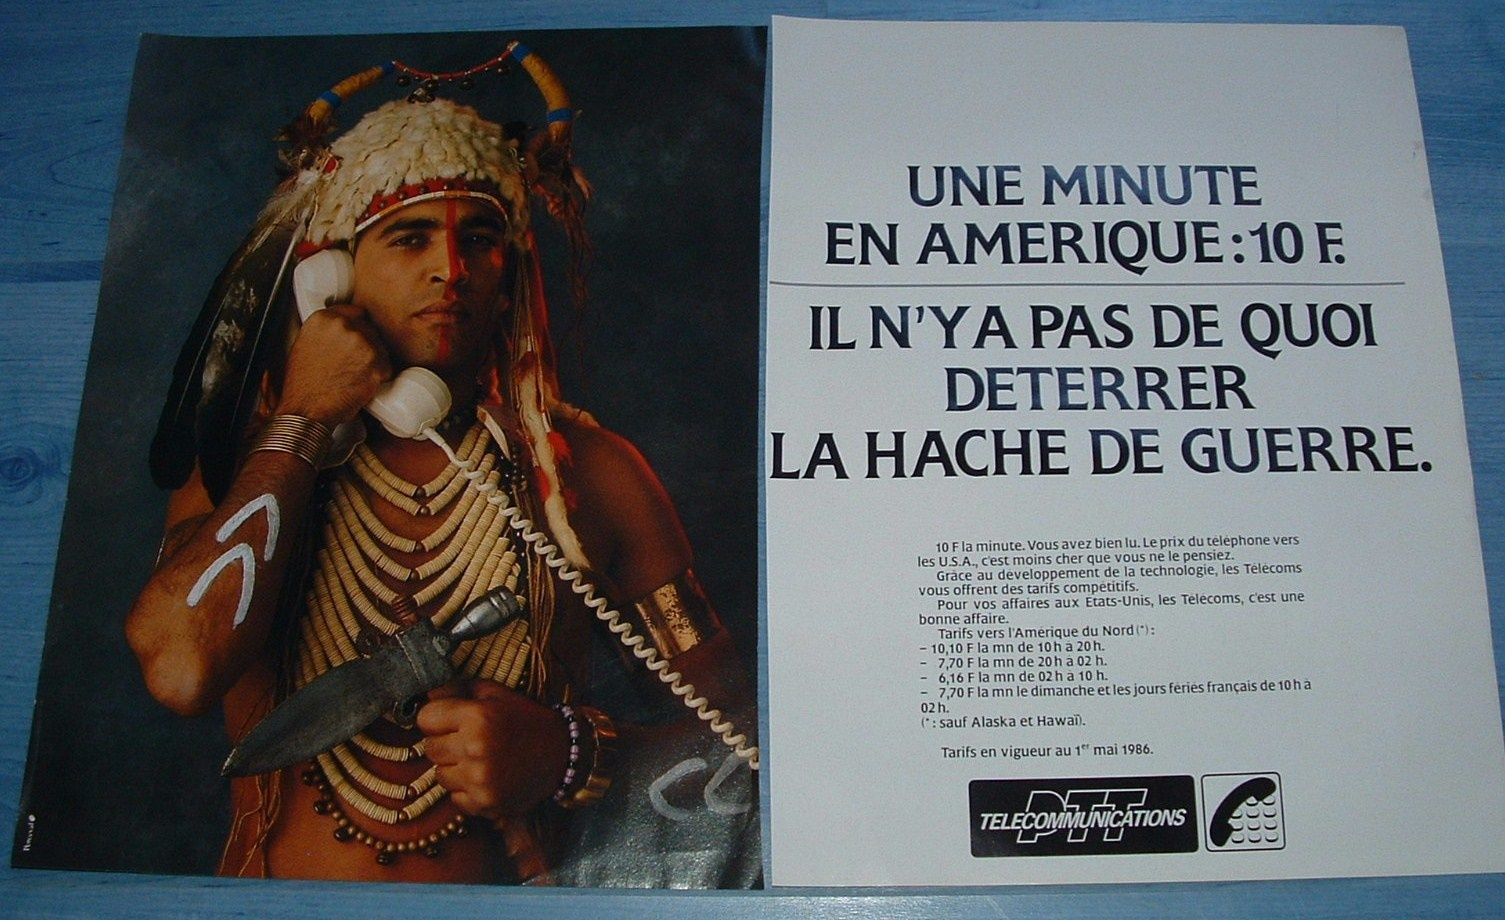 UNE MINUTE
EN AMERIQUE : 10 F.
IL N'Y A PAS DE QUOI
DETERRER
LA HACHE DE GUERRE.
10 F la minute. Vous avez bien lu. Le prix du téléphone vers
les U.S.A., c'est moins cher que vous ne le pensiez.
Grâce au développement de la technologie, les Télécoms
vous offrent des tarifs compétitifs.
Pour vos affaires aux Etats-Unis, les Télécoms, c'est une
bonne affaire.
Tarifs vers l'Amérique du Nord (*) :
– 10,10 F la mn de 10 h à 20 h.
– 7,70 F la mn de 20 à 02 h.
– 6,16 F la mn de 02 h à 10 h.
– 7,70 F la mn le dimanche et les jours fériés français de 10 h à
02 h.
(* : sauf Alaska et Hawaï).
Tarifs en vigueur au 1er mai 1986.
PTT
TELECOMMUNICATIONS